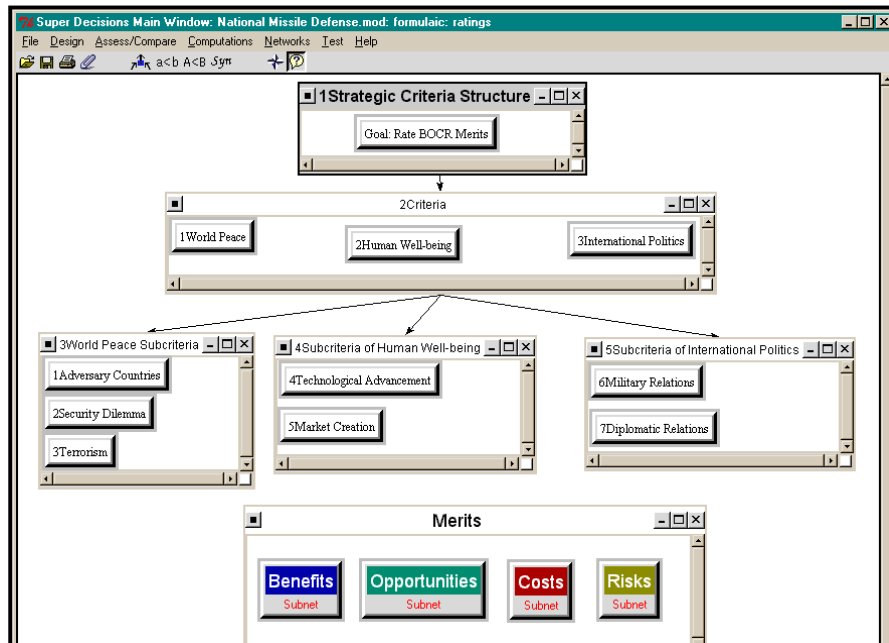 Super Decisions Main Window: National Missile Defense.mod: formulaic: ratings
File Design Assess/Compare Computations Networks Test Help
a<b A<B Syn
1Strategic Criteria Structure
Goal: Rate BOCR Merits
2Criteria
1World Peace
2Human Well-being
3International Politics
3World Peace Subcriteria
1Adversary Countries
2Security Dilemma
3Terrorism
4Subcriteria of Human Well-being
4Technological Advancement
5Market Creation
5Subcriteria of International Politics
6Military Relations
7Diplomatic Relations
Merits
Benefits
Subnet
Opportunities
Subnet
Costs
Subnet
Risks
Subnet